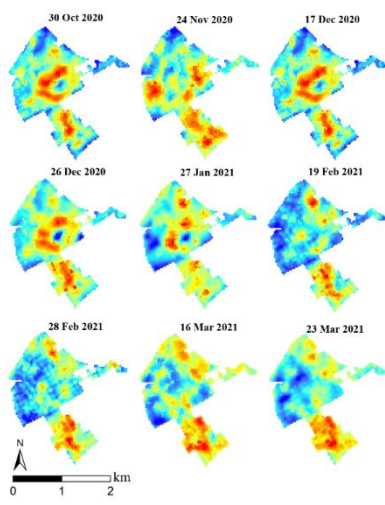 30 Oct 2020
24 Nov 2020
17 Dec 2020
26 Dec 2020
27 Jan 2021
19 Feb 2021
28 Feb 2021
16 Mar 2021
23 Mar 2021
N
km
0 1 2